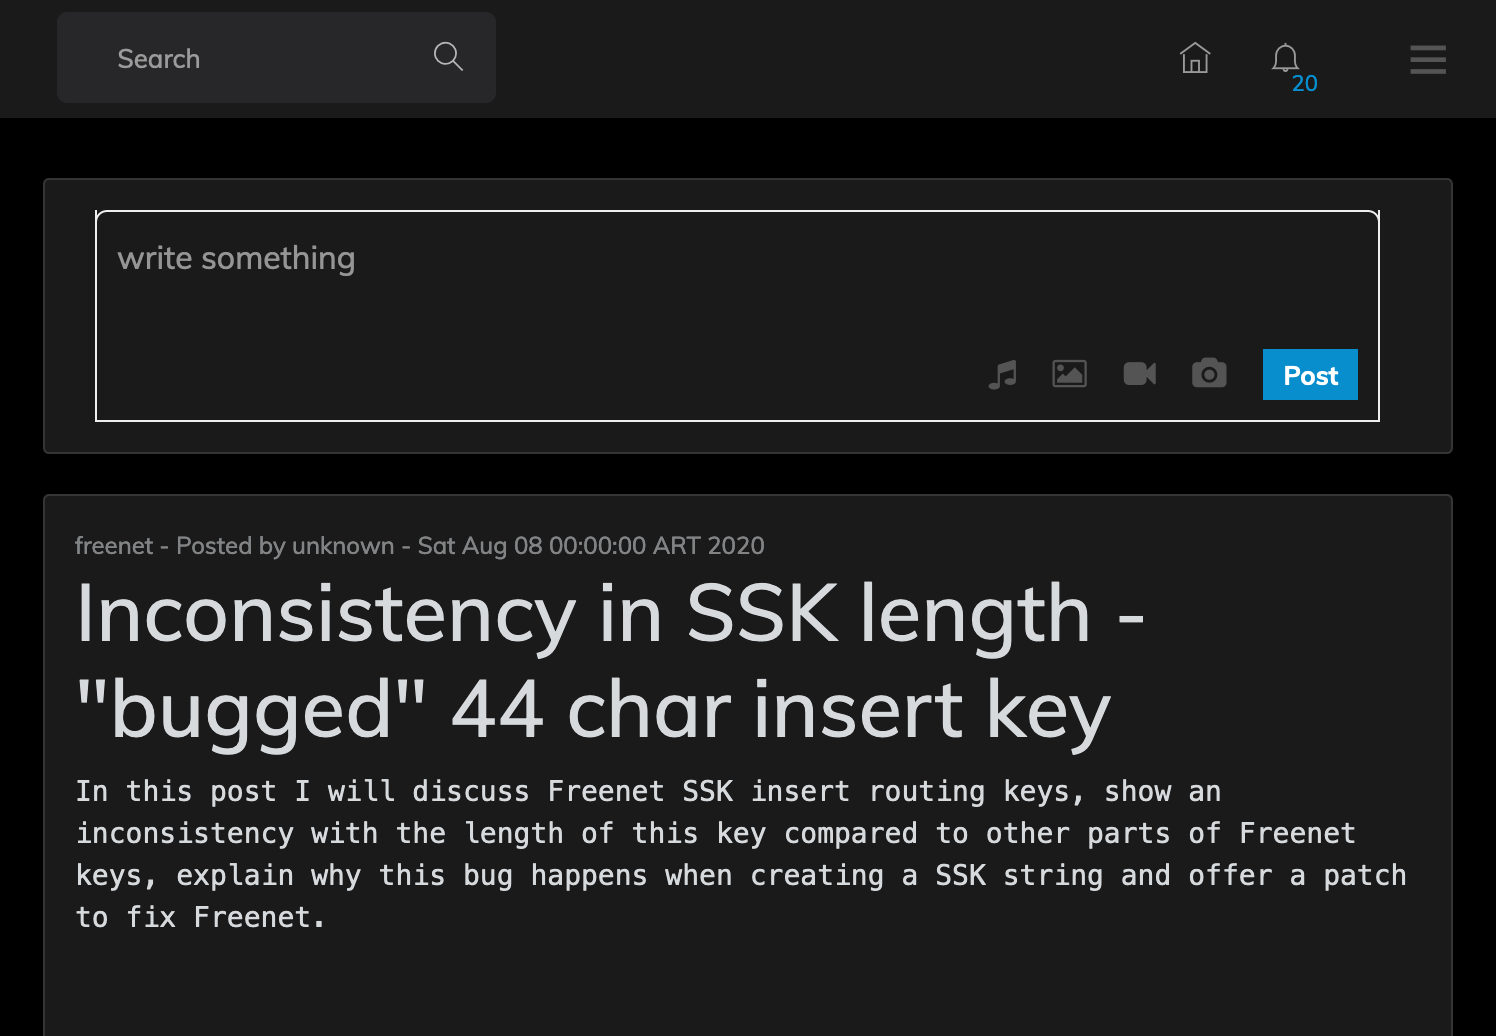 Search
20
write something
Post
freenet - Posted by unknown - Sat Aug 08 00:00:00 ART 2020
Inconsistency in SSK length -
"bugged" 44 char insert key
In this post I will discuss Freenet SSK insert routing keys, show an
inconsistency with the length of this key compared to other parts of Freenet
keys, explain why this bug happens when creating a SSK string and offer a patch
to fix Freenet.